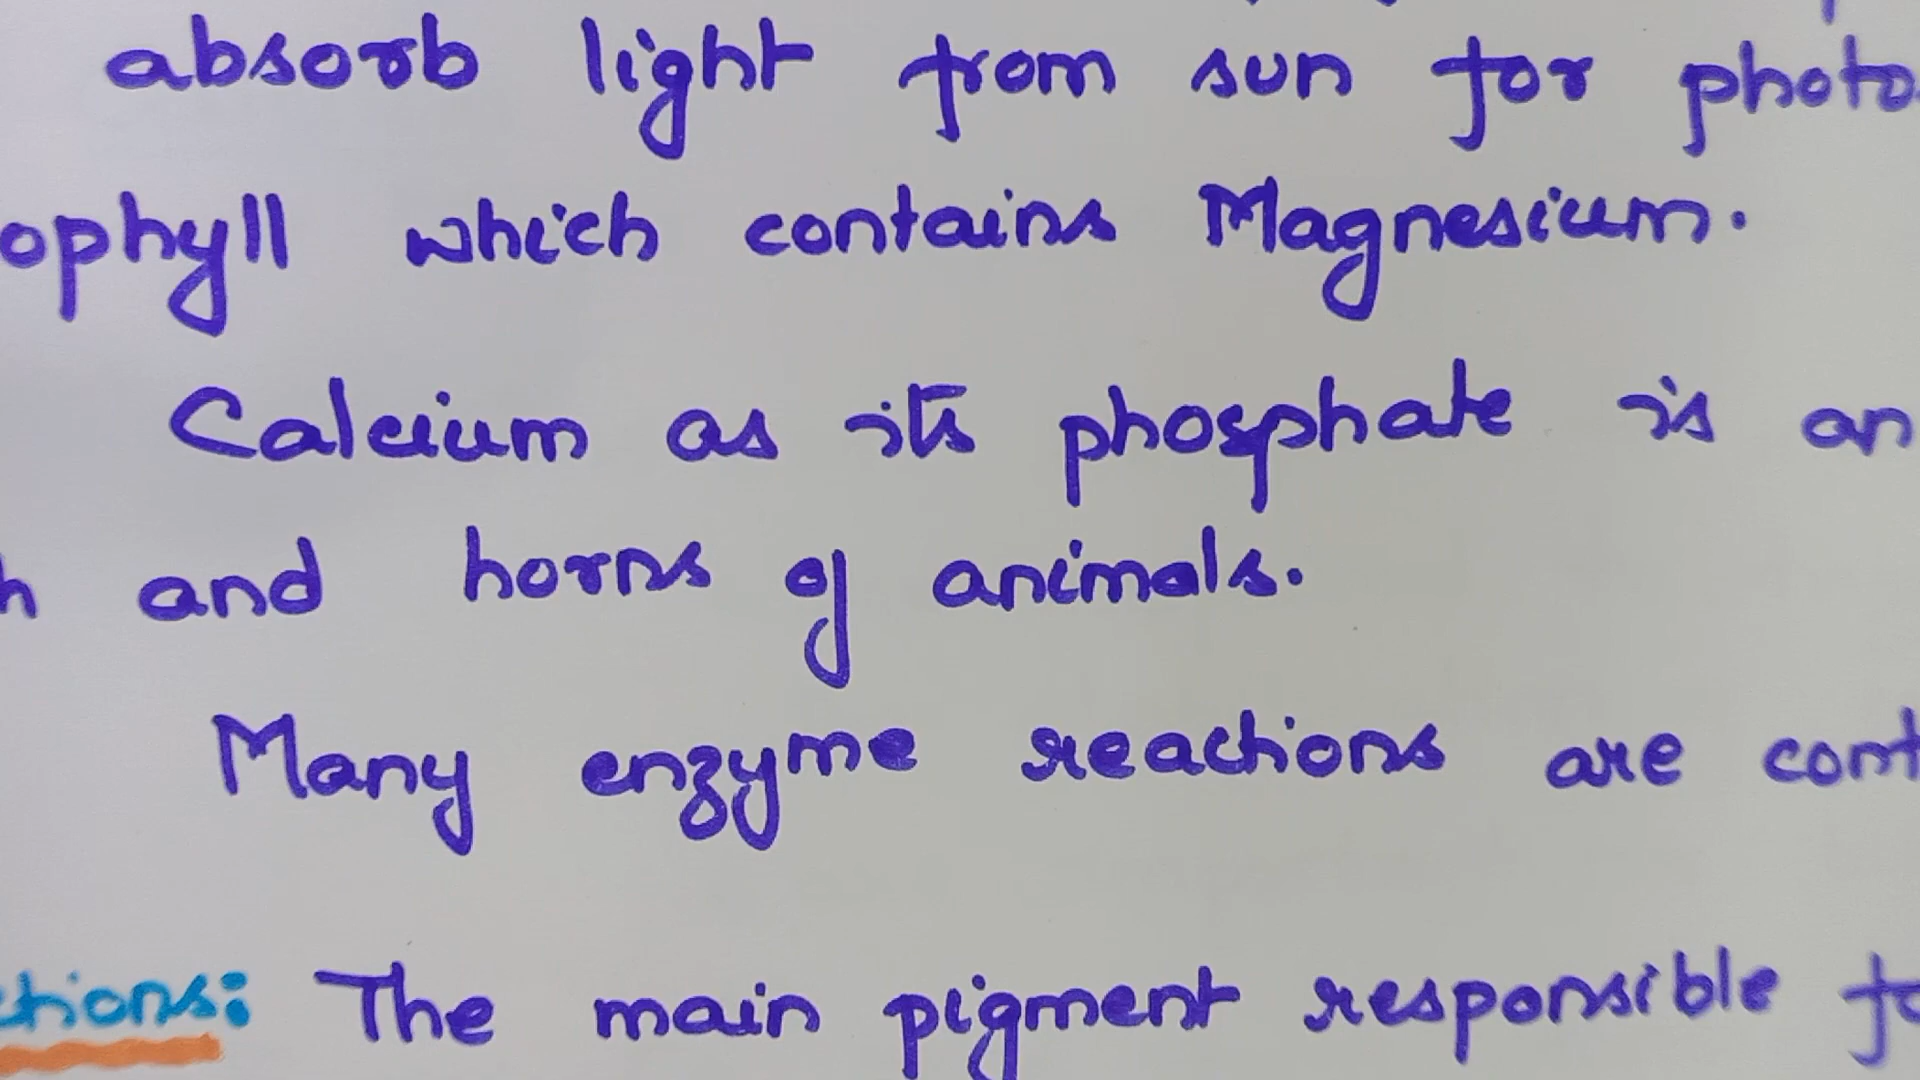 absorb light from sun for photo
ophyll which contains Magnesium.
Calcium as its phosphate is an
h and horns of animals.
Many enzyme reactions are cont
ctions: The main pigment responsible fo